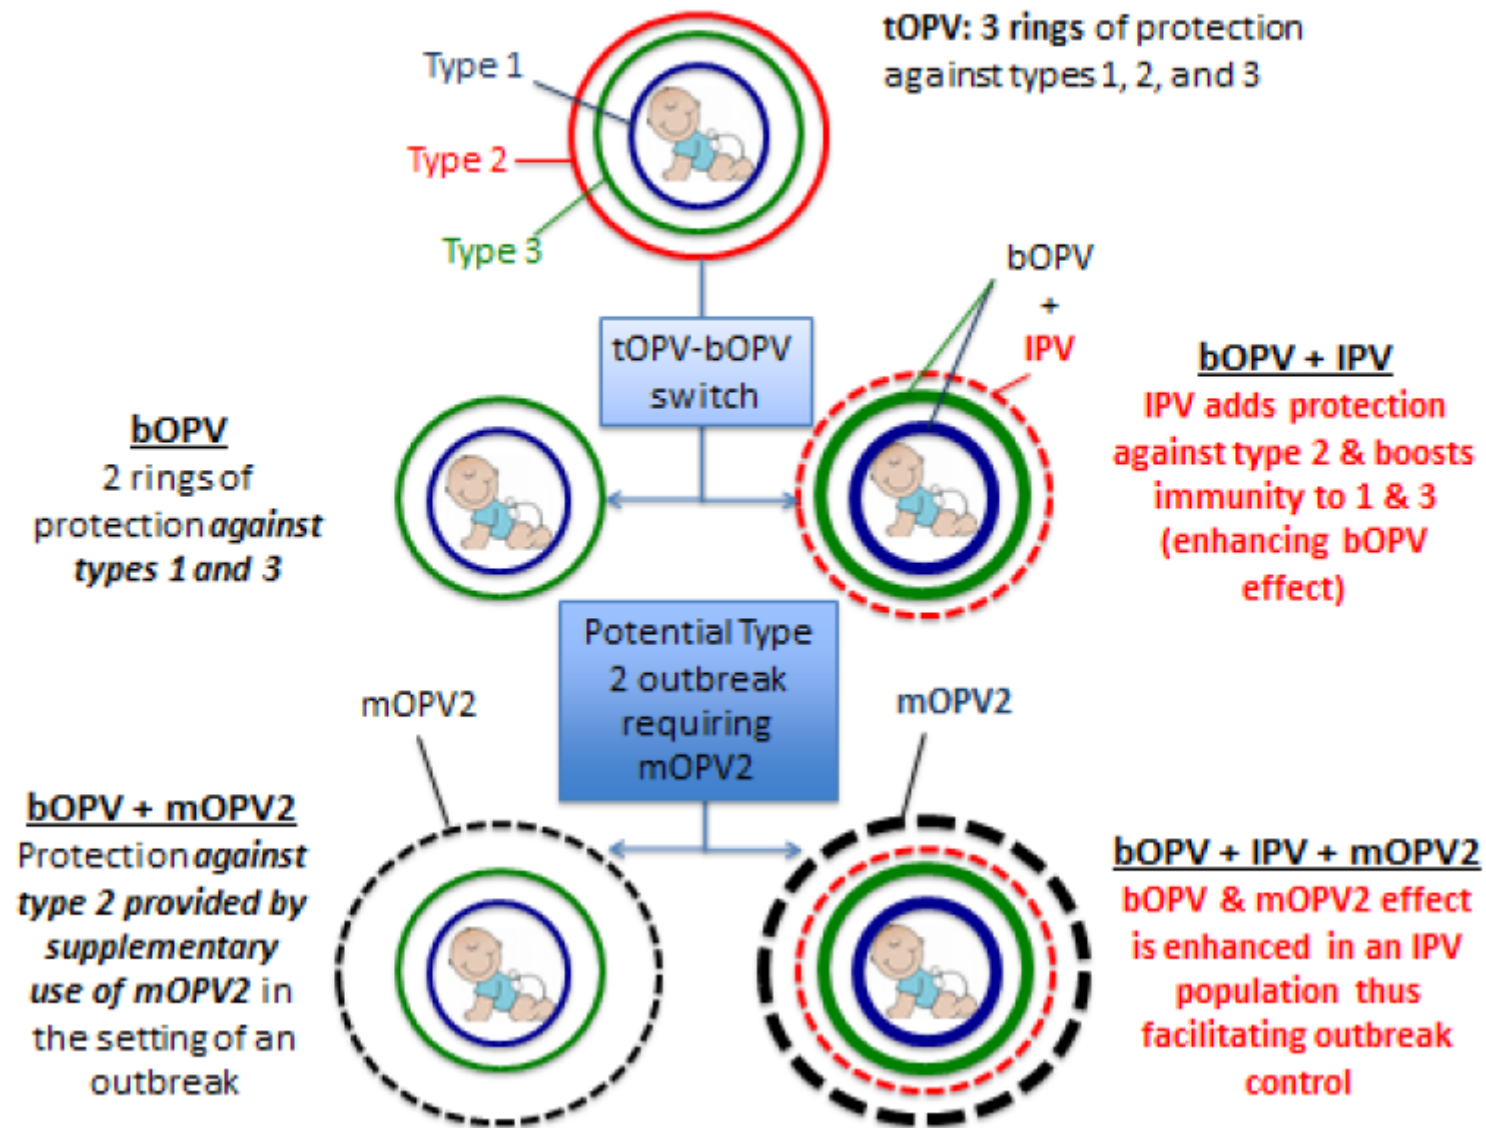 tOPV: 3 rings of protection
against types 1, 2, and 3
Type 1
Type 2
Type 3
tOPV-bOPV
switch
bOPV
+
IPV
bOPV
2 rings of
protection against
types 1 and 3
bOPV + IPV
IPV adds protection
against type 2 & boosts
immunity to 1 & 3
(enhancing bOPV
effect)
Potential Type
2 outbreak
requiring
mOPV2
mOPV2
mOPV2
bOPV + mOPV2
Protection against
type 2 provided by
supplementary
use of mOPV2 in
the setting of an
outbreak
bOPV + IPV + mOPV2
bOPV & mOPV2 effect
is enhanced in an IPV
population thus
facilitating outbreak
control